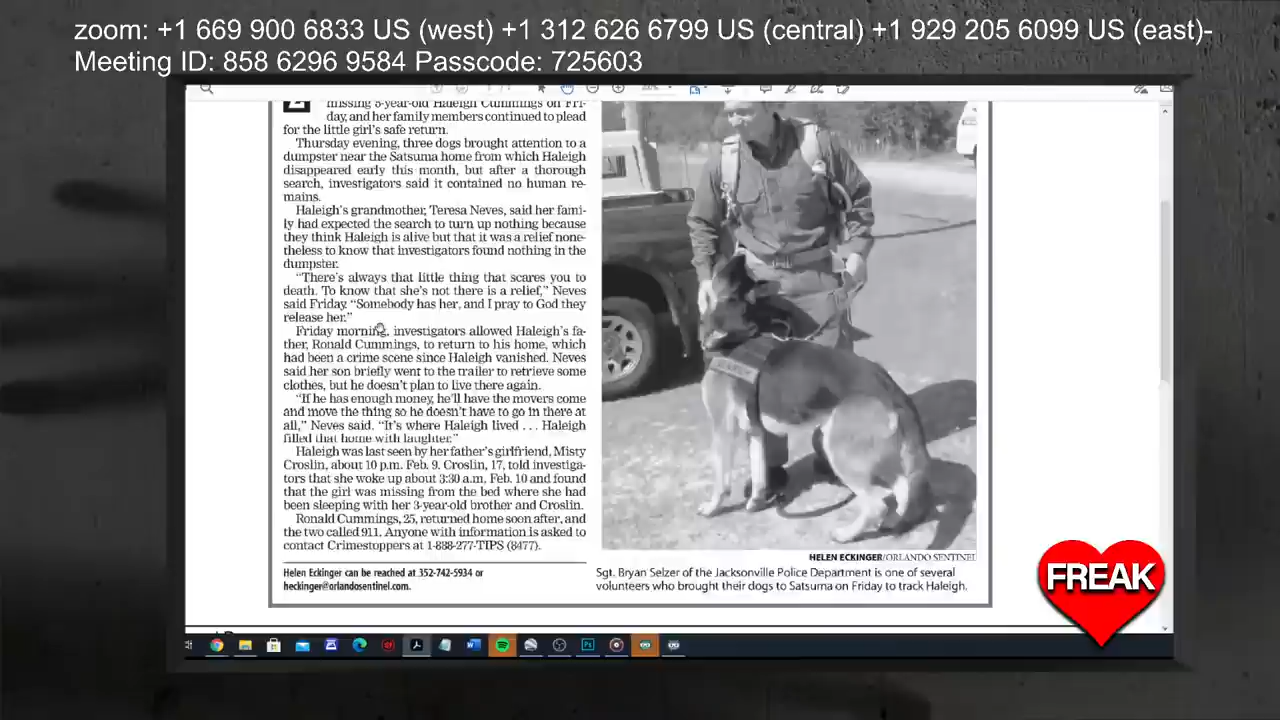 zoom: +1 669 900 6833 US (west) +1 312 626 6799 US (central) +1 929 205 6099 US (east)-
Meeting ID: 858 6296 9584 Passcode: 725603
missing 5-year-old Haleigh Cummings on Fri-
day, and her family members continued to plead
for the little girl's safe return.
Thursday evening, three dogs brought attention to a
dumpster near the Satsuma home from which Haleigh
disappeared early this month, but after a thorough
search, investigators said it contained no human re-
mains.
Haleigh's grandmother, Teresa Neves, said her fami-
ly had expected the search to turn up nothing because
they think Haleigh is alive but that it was a relief none-
theless to know that investigators found nothing in the
dumpster.
“There's always that little thing that scares you to
death. To know that she's not there is a relief,” Neves
said Friday. “Somebody has her, and I pray to God they
release her.”
Friday morning, investigators allowed Haleigh's fa-
ther, Ronald Cummings, to return to his home, which
had been a crime scene since Haleigh vanished. Neves
said her son briefly went to the trailer to retrieve some
clothes, but he doesn't plan to live there again.
“If he has enough money, he'll have the movers come
and move the thing so he doesn't have to go in there at
all,” Neves said. “It's where Haleigh lived . . . Haleigh
filled that home with laughter.”
Haleigh was last seen by her father's girlfriend, Misty
Croslin, about 10 p.m. Feb. 9. Croslin, 17, told investiga-
tors that she woke up about 3:30 a.m. Feb. 10 and found
that the girl was missing from the bed where she had
been sleeping with her 3-year-old brother and Croslin.
Ronald Cummings, 25, returned home soon after, and
the two called 911. Anyone with information is asked to
contact Crimestoppers at 1-888-277-TIPS (8477).
Helen Eckinger can be reached at 352-742-5934 or
heckinger@orlandosentinel.com.
HELEN ECKINGER/ORLANDO SENTINEL
Sgt. Bryan Selzer of the Jacksonville Police Department is one of several
volunteers who brought their dogs to Satsuma on Friday to track Haleigh.
FREAK